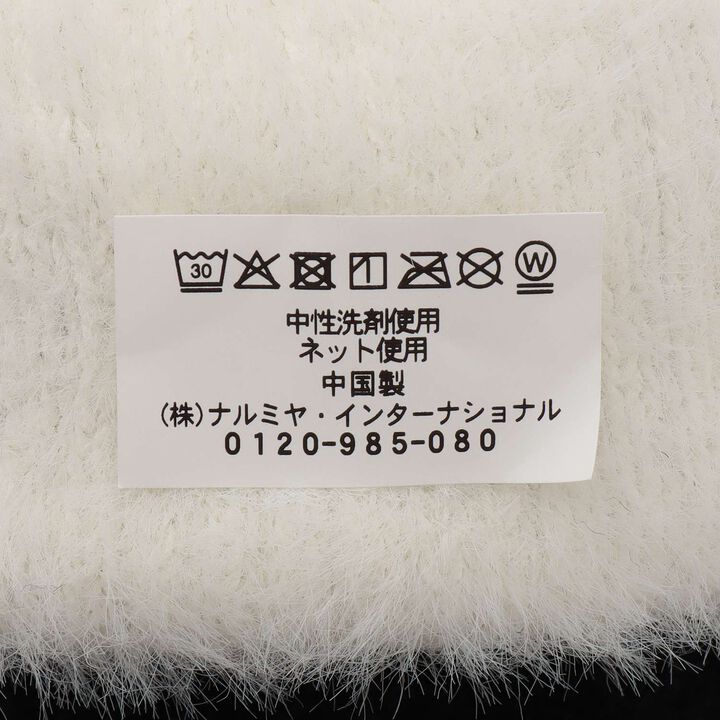 30 W
中性洗剤使用
ネット使用
中国製
(株)ナルミヤ・インターナショナル
0120-985-080